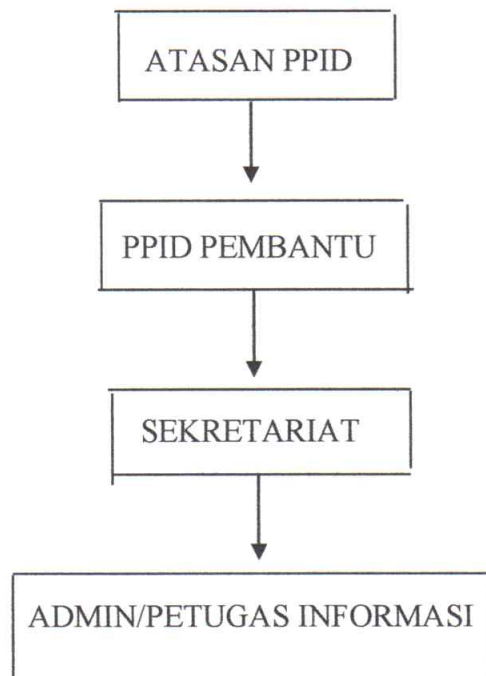 ATASAN PPID
PPID PEMBANTU
SEKRETARIAT
ADMIN/PETUGAS INFORMASI